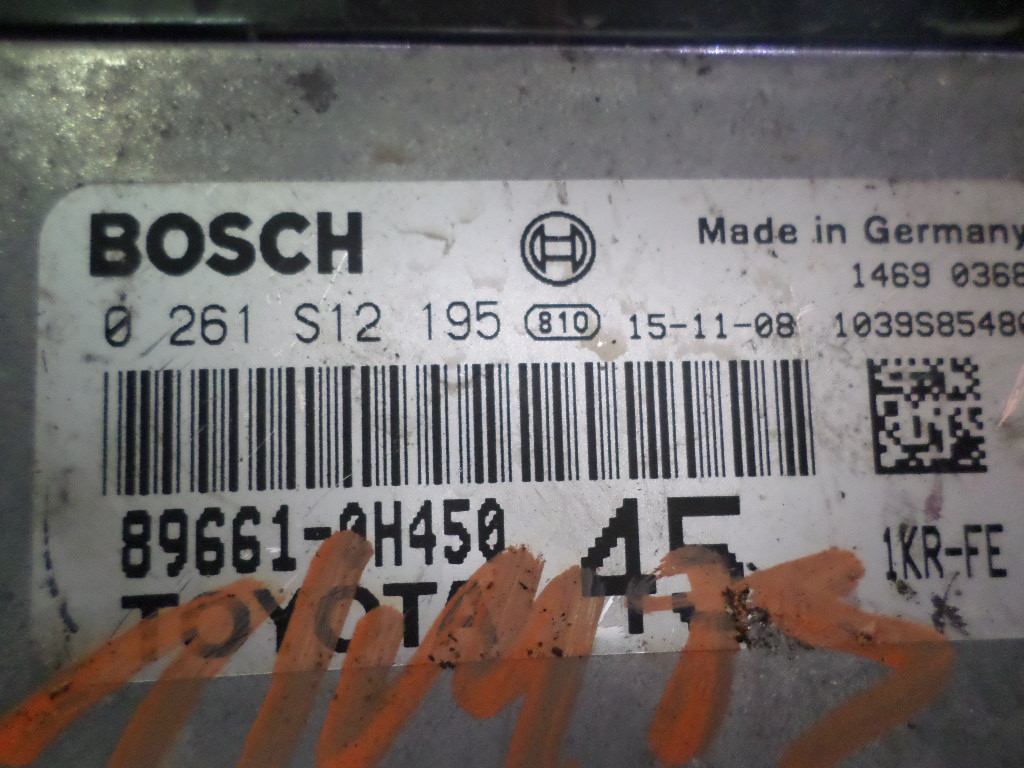 BOSCH
Made in Germany
1469 0368
0 261 S12 195 810 15-11-08 1039S8548
89661-0H450
45
1KR-FE
TOYOTA